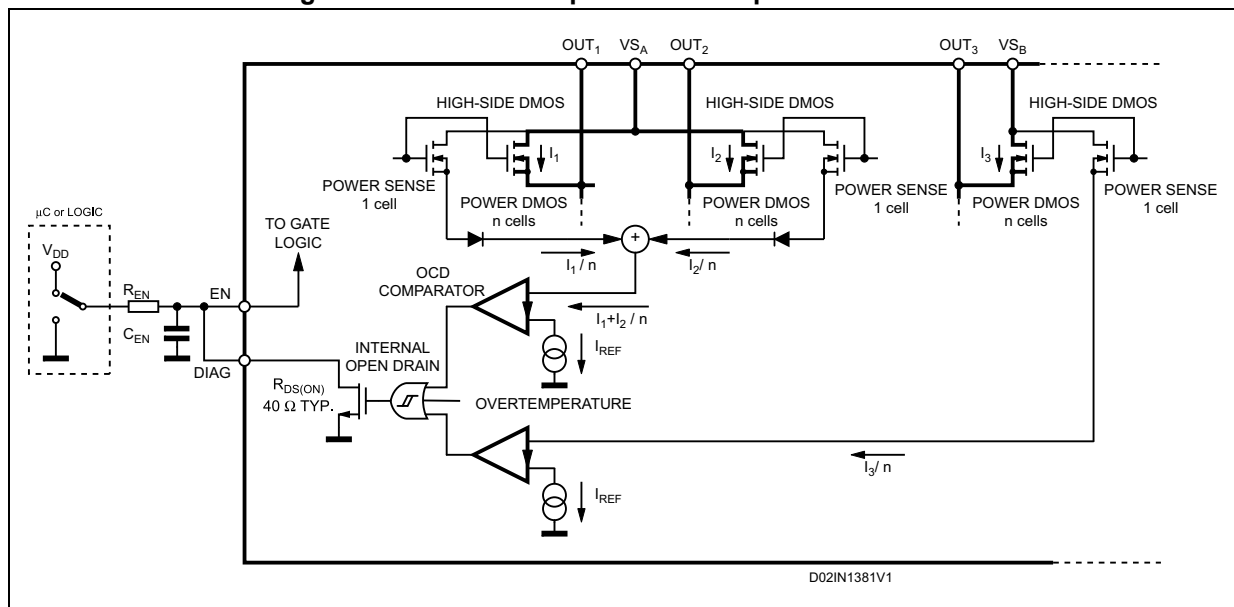 OUT1 VSA OUT2 OUT3 VSB
HIGH-SIDE DMOS HIGH-SIDE DMOS HIGH-SIDE DMOS
I1 I2 I3
POWER SENSE
1 cell
POWER DMOS
n cells
POWER DMOS
n cells
POWER SENSE
1 cell
POWER DMOS
n cells
POWER SENSE
1 cell
μC or LOGIC
TO GATE
LOGIC
VDD
+
I1/ n I2/ n
REN EN
OCD
COMPARATOR
I1+I2 / n
CEN
IREF
INTERNAL
OPEN DRAIN
DIAG
RDS(ON)
40 Ω TYP.
OVERTEMPERATURE
I3/ n
IREF
D02IN1381V1